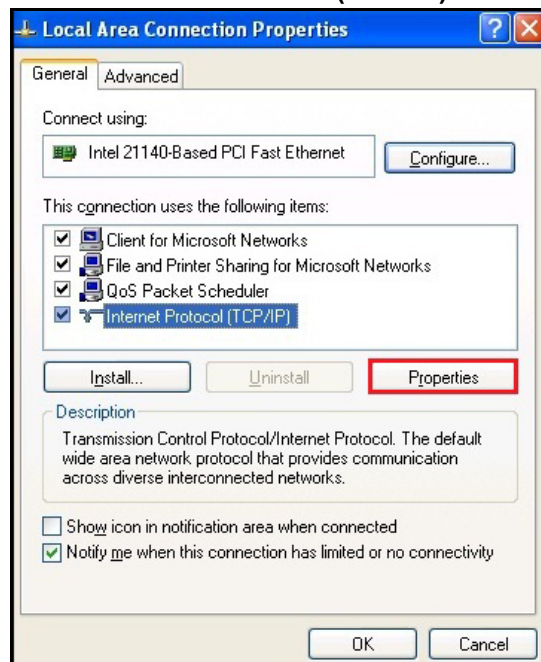 Local Area Connection Properties
General Advanced
Connect using:
Intel 21140-Based PCI Fast Ethernet Configure...
This connection uses the following items:
Client for Microsoft Networks
File and Printer Sharing for Microsoft Networks
QoS Packet Scheduler
Internet Protocol (TCP/IP)
Install... Uninstall Properties
Description
Transmission Control Protocol/Internet Protocol. The default
wide area network protocol that provides communication
across diverse interconnected networks.
Show icon in notification area when connected
Notify me when this connection has limited or no connectivity
OK Cancel